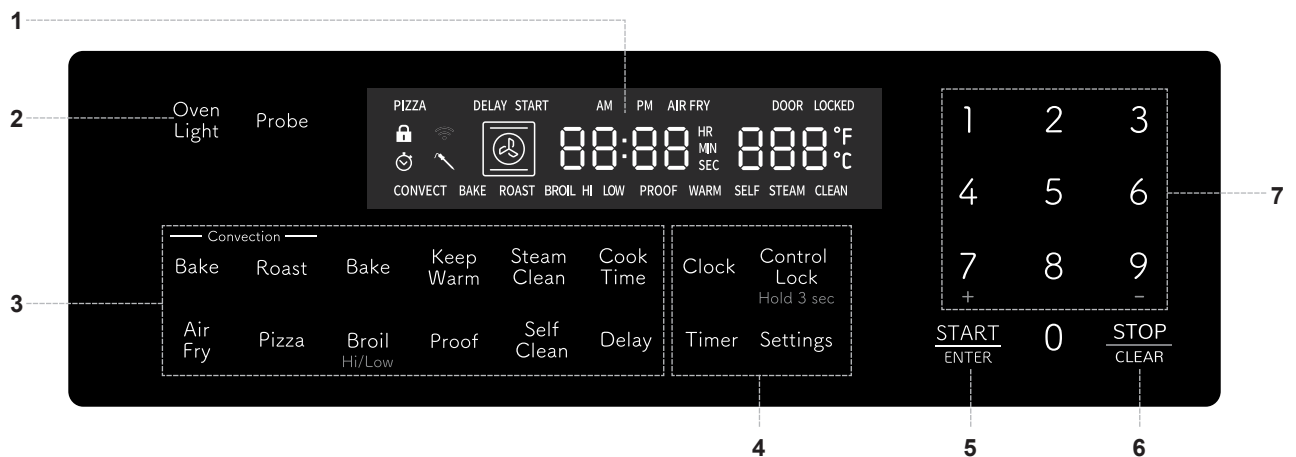 1
2
Oven
Light
Probe
PIZZA DELAY START AM PM AIR FRY DOOR LOCKED
88:88 HR MIN SEC 888 °F °C
CONVECT BAKE ROAST BROIL HI LOW PROOF WARM SELF STEAM CLEAN
1 2 3
4 5 6
7 8 9
+ −
START
ENTER
0
STOP
CLEAR
7
3
Convection
Bake
Roast
Bake
Keep
Warm
Steam
Clean
Cook
Time
Air
Fry
Pizza
Broil
Hi/Low
Proof
Self
Clean
Delay
Clock
Control
Lock
Hold 3 sec
Timer
Settings
4
5
6